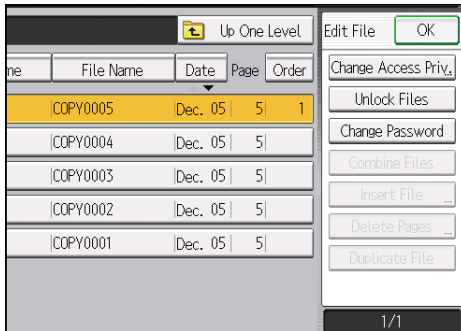 Up One Level
Edit File OK
me File Name Date Page Order
Change Access Priv.
COPY0005 Dec. 05 5 1
Unlock Files
COPY0004 Dec. 05 5
Change Password
COPY0003 Dec. 05 5
Combine Files
Insert File ...
COPY0002 Dec. 05 5
Delete Pages ...
COPY0001 Dec. 05 5
Duplicate File
1/1